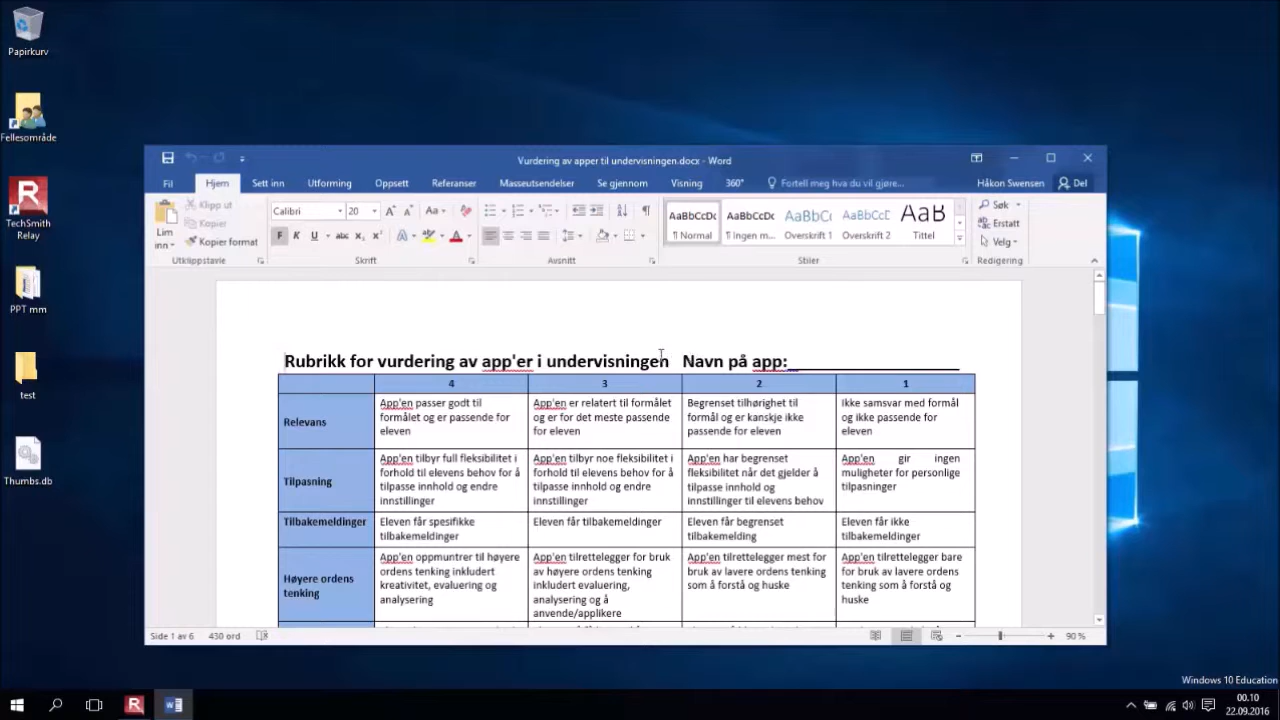 Papirkurv
Fellesområde
TechSmith
Relay
PPT mm
test
Thumbs.db
Vurdering av apper til undervisningen.docx - Word
Fil Hjem Sett inn Utforming Oppsett Referanser Masseutsendelser Se gjennom Visning 360° Fortell meg hva du vil gjøre... Håkon Swensen Del
Lim
inn
Klipp ut
Kopier
Kopier format
Utklippstavle
Calibri 20
Aa
F K U abc x₂ x²
Skrift
Avsnitt
AaBbCcDc AaBbCcDc AaBbCc AaBbCcD AaB
¶ Normal ¶ Ingen m... Overskrift 1 Overskrift 2 Tittel
Stiler
Søk
Erstatt
Velg
Redigering
Rubrikk for vurdering av app'er i undervisningen Navn på app:
4 3 2 1
Relevans
App'en passer godt til
formålet og er passende for
eleven
App'en er relatert til formålet
og er for det meste passende
for eleven
Begrenset tilhørighet til
formål og er kanskje ikke
passende for eleven
Ikke samsvar med formål
og ikke passende for
eleven
Tilpasning
App'en tilbyr full fleksibilitet i
forhold til elevens behov for å
tilpasse innhold og endre
innstillinger
App'en tilbyr noe fleksibilitet i
forhold til elevens behov for å
tilpasse innhold og endre
innstillinger
App'en har begrenset
fleksibilitet når det gjelder å
tilpasse innhold og
innstillinger til elevens behov
App'en gir ingen
muligheter for personlige
tilpasninger
Tilbakemeldinger
Eleven får spesifikke
tilbakemeldinger
Eleven får tilbakemeldinger
Eleven får begrenset
tilbakemelding
Eleven får ikke
tilbakemeldinger
Høyere ordens
tenking
App'en oppmuntrer til høyere
ordens tenking inkludert
kreativitet, evaluering og
analysering
App'en tilrettelegger for bruk
av høyere ordens tenking
inkludert evaluering,
analysering og å
anvende/applikere
App'en tilrettelegger mest for
bruk av lavere ordens tenking
som å forstå og huske
App'en tilrettelegger bare
for bruk av lavere ordens
tenking som å forstå og
huske
Side 1 av 6 430 ord 90 %
Windows 10 Education
00.10
22.09.2016